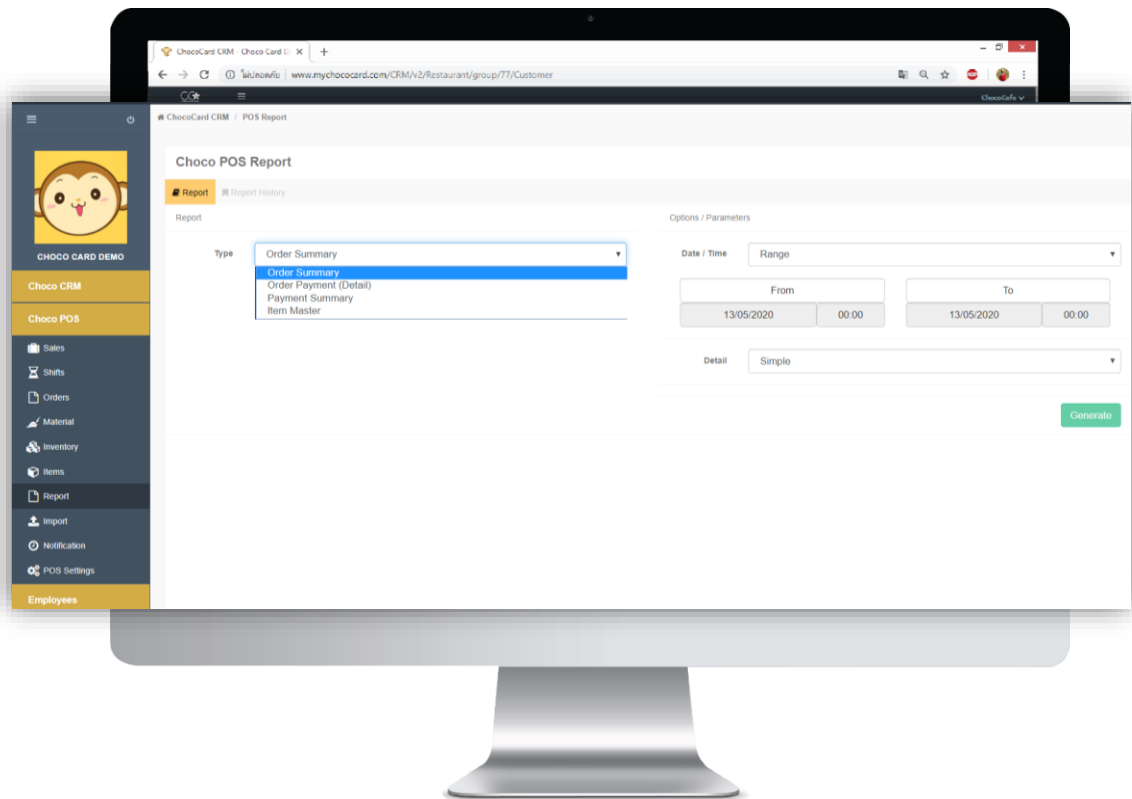 ChocoCard CRM - Choco Card D
ไม่ปลอดภัย | www.mychococard.com/CRM/v2/Restaurant/group/77/Customer
ChocoCafe
ChocoCard CRM / POS Report
CHOCO CARD DEMO
Choco CRM
Choco POS
Sales
Shifts
Orders
Material
Inventory
Items
Report
Import
Notification
POS Settings
Employees
Choco POS Report
Report Report History
Report
Type Order Summary
Order Summary
Order Payment (Detail)
Payment Summary
Item Master
Options / Parameters
Date / Time Range
From To
13/05/2020 00:00 13/05/2020 00:00
Detail Simple
Generate